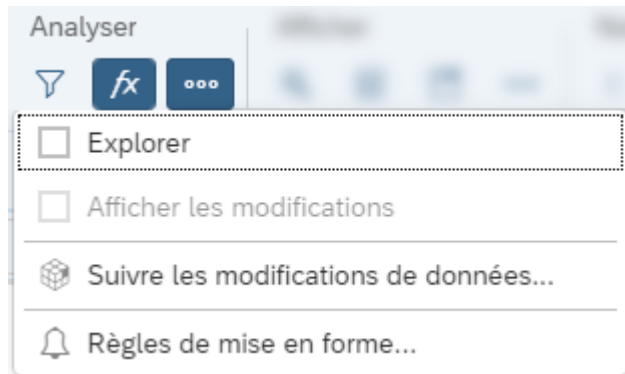 Analyser
fx
Explorer
Afficher les modifications
Suivre les modifications de données...
Règles de mise en forme...